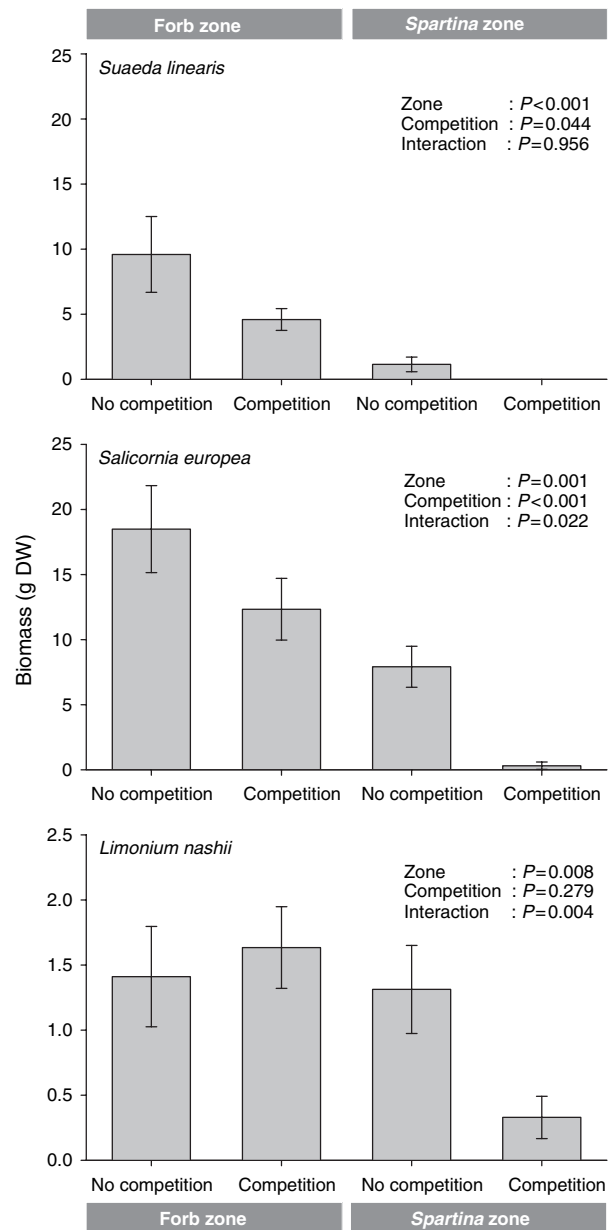 Forb zone
Spartina zone
Suaeda linearis
Zone : P<0.001
Competition : P=0.044
Interaction : P=0.956
25
20
15
10
5
0
No competition Competition No competition Competition
Salicornia europea
Zone : P=0.001
Competition : P<0.001
Interaction : P=0.022
25
20
15
10
5
0
Biomass (g DW)
No competition Competition No competition Competition
Limonium nashii
Zone : P=0.008
Competition : P=0.279
Interaction : P=0.004
2.5
2.0
1.5
1.0
0.5
0.0
No competition Competition No competition Competition
Forb zone
Spartina zone